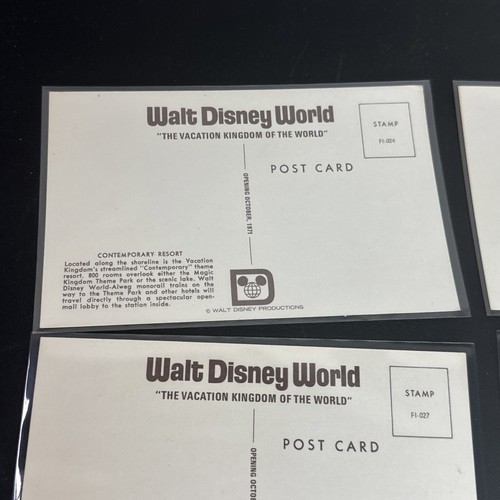 Walt Disney World
"THE VACATION KINGDOM OF THE WORLD"
STAMP
FI-024
POST CARD
OPENING OCTOBER, 1971
CONTEMPORARY RESORT
Located along the shoreline is the Vacation
Kingdom's streamlined "Contemporary" theme
resort. 800 rooms overlook either the Magic
Kingdom Theme Park or the scenic lake. Walt
Disney World-Alweg monorail trains on the
way to the Theme Park and other hotels will
travel directly through a spectacular open-
mall lobby to the station inside.
© WALT DISNEY PRODUCTIONS
Walt Disney World
"THE VACATION KINGDOM OF THE WORLD"
STAMP
FI-027
POST CARD
OPENING OCTO